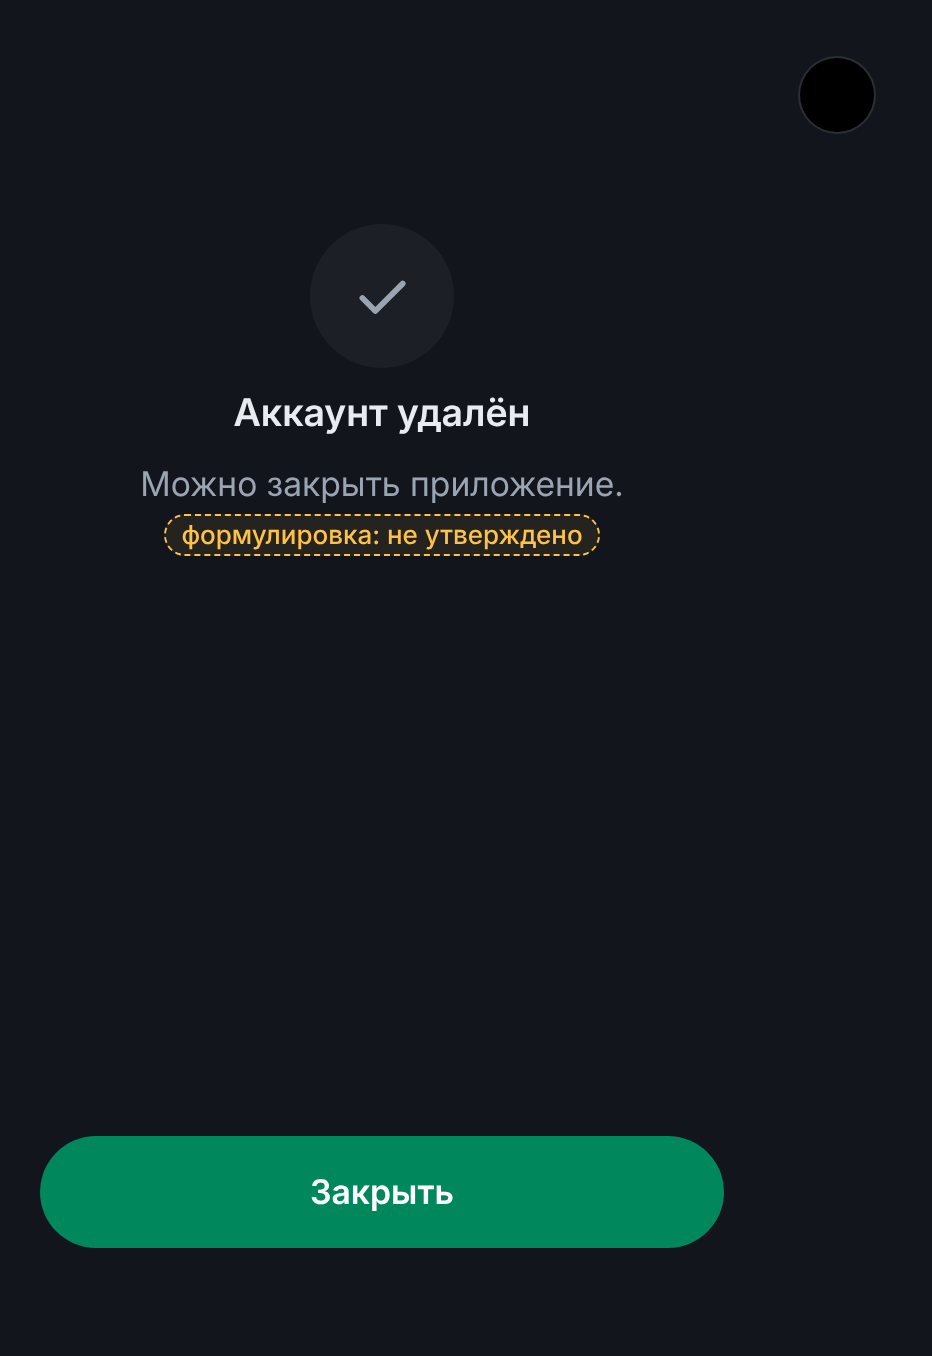 Аккаунт удалён
Можно закрыть приложение.
формулировка: не утверждено
Закрыть